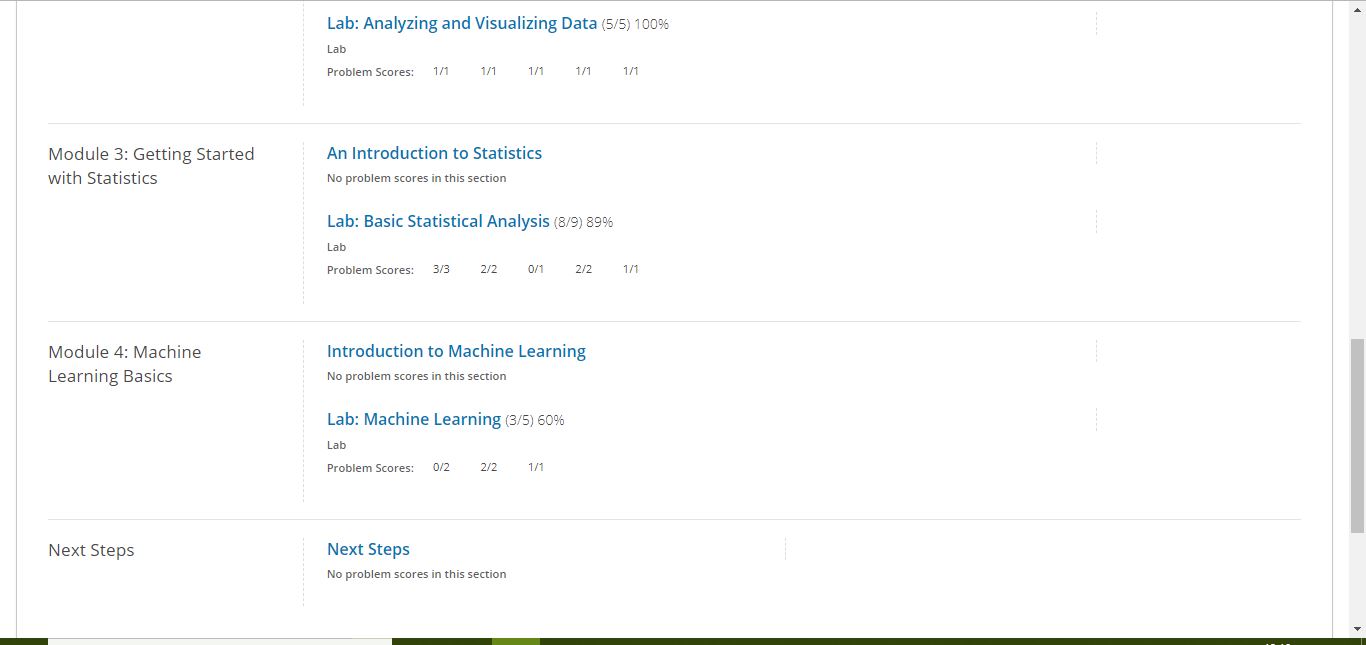 Lab: Analyzing and Visualizing Data (5/5) 100%
Lab
Problem Scores: 1/1 1/1 1/1 1/1 1/1
Module 3: Getting Started
with Statistics
An Introduction to Statistics
No problem scores in this section
Lab: Basic Statistical Analysis (8/9) 89%
Lab
Problem Scores: 3/3 2/2 0/1 2/2 1/1
Module 4: Machine
Learning Basics
Introduction to Machine Learning
No problem scores in this section
Lab: Machine Learning (3/5) 60%
Lab
Problem Scores: 0/2 2/2 1/1
Next Steps
Next Steps
No problem scores in this section